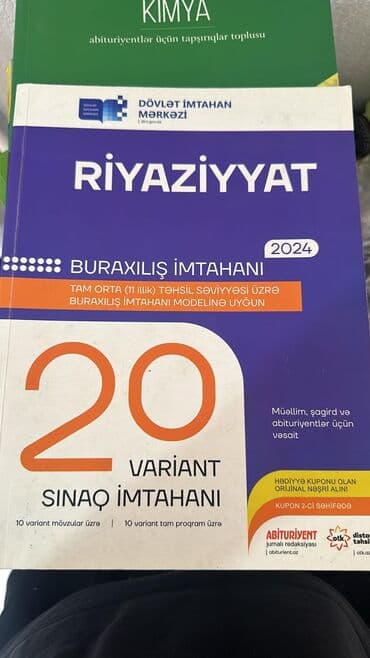 KİMYA
abituriyentlər üçün tapşırıqlar toplusu
DÖVLƏT İMTAHAN
MƏRKƏZİ
RİYAZİYYAT
2024
BURAXILIŞ İMTAHANI
TAM ORTA (11 illik) TƏHSİL SƏVİYYƏSİ ÜZRƏ
BURAXILIŞ İMTAHANI MODELİNƏ UYĞUN
20
VARIANT
SINAQ İMTAHANI
10 variant mövzular üzrə | 10 variant tam proqram üzrə
Müəllim, şagird və
abituriyentlər üçün
vəsait
HƏDİYYƏ KUPONU OLAN
ORİJİNAL NƏŞRİ ALIN!
KUPON 2-Cİ SƏHİFƏDƏ
ABİTURİYENT
jurnalı redaksiyası
abiturient.az
otk